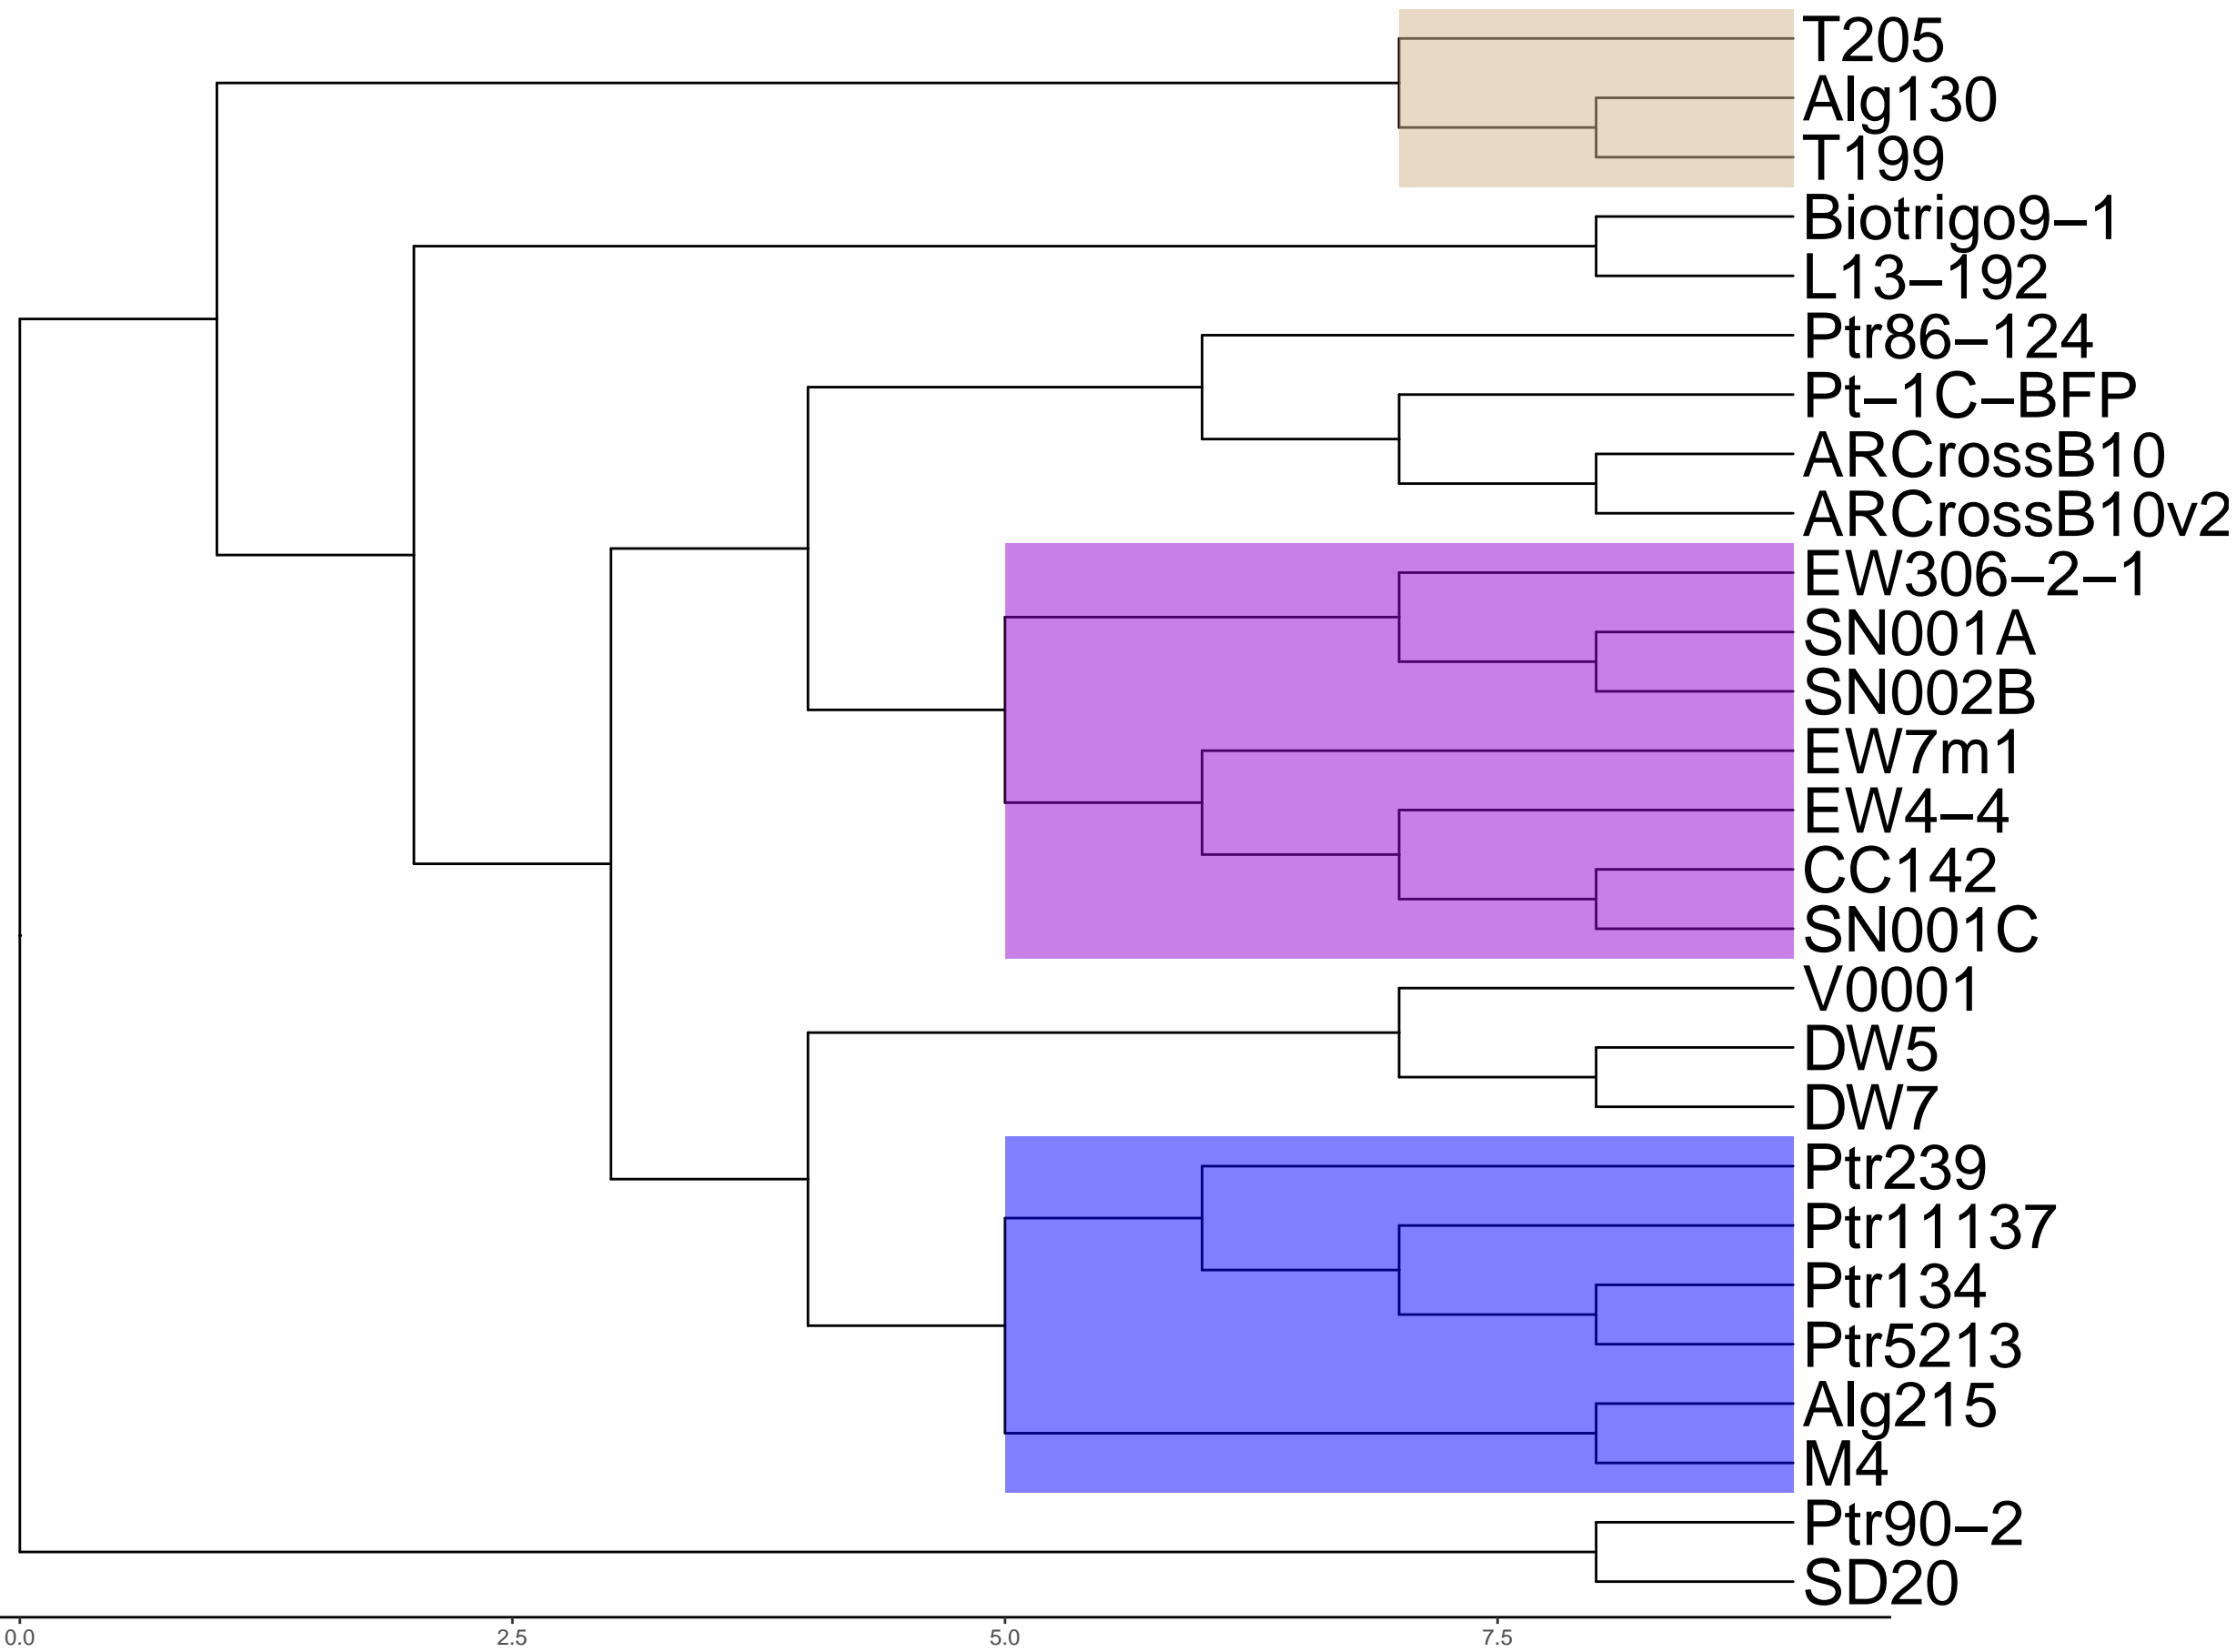 T205
Alg130
T199
Biotrigo9–1
L13–192
Ptr86–124
Pt–1C–BFP
ARCrossB10
ARCrossB10v2
EW306–2–1
SN001A
SN002B
EW7m1
EW4–4
CC142
SN001C
V0001
DW5
DW7
Ptr239
Ptr11137
Ptr134
Ptr5213
Alg215
M4
Ptr90–2
SD20
0.0 2.5 5.0 7.5